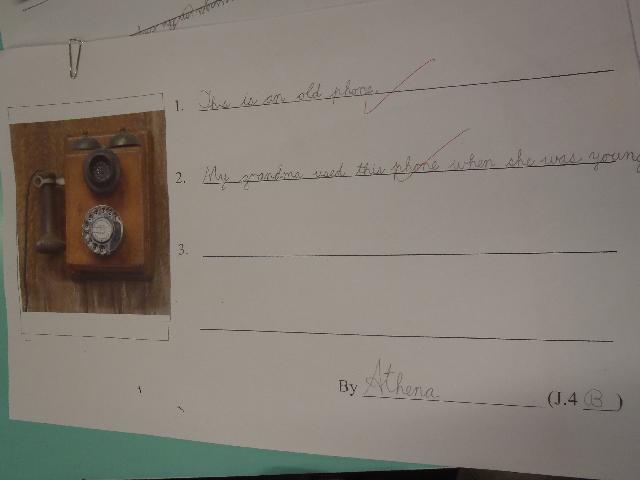 1. This is an old phone.
2. My grandma used this phone when she was young
3.
By Athena (J.4 B)